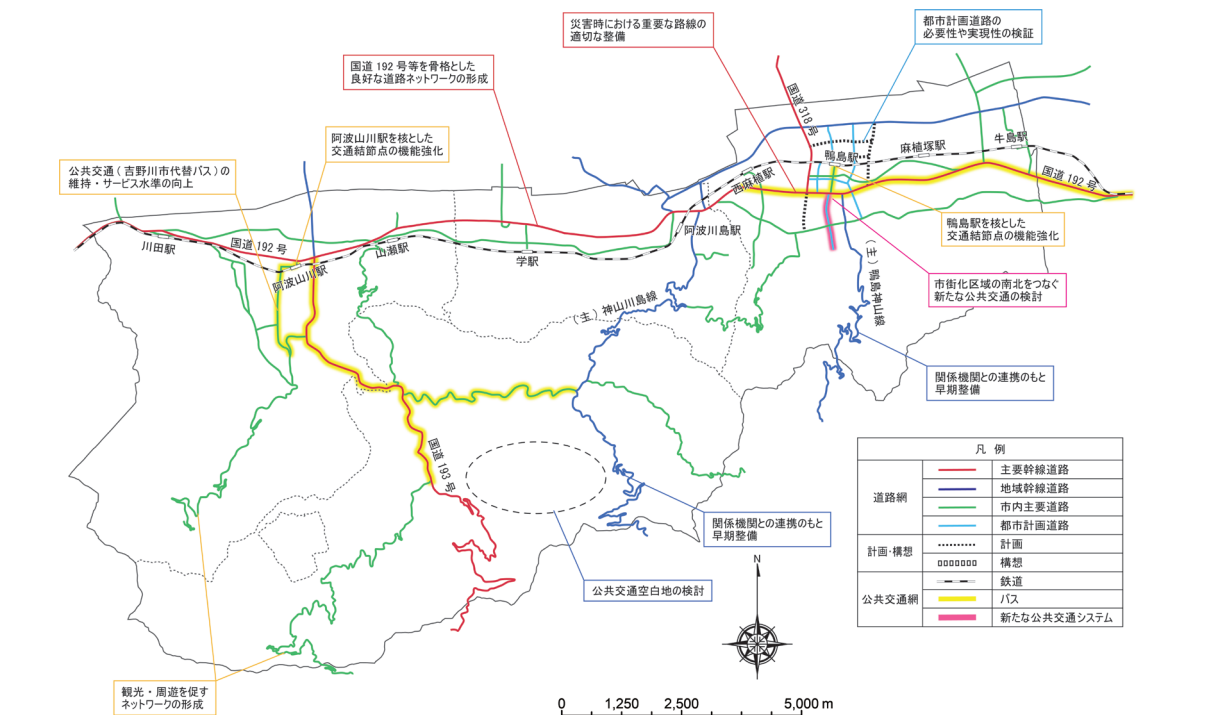 災害時における重要な路線の
適切な整備
都市計画道路の
必要性や実現性の検証
国道192号等を骨格とした
良好な道路ネットワークの形成
阿波山川駅を核とした
交通結節点の機能強化
公共交通(吉野川市代替バス)の
維持・サービス水準の向上
国道318号
鴨島駅
麻植塚駅
牛島駅
西麻植駅
国道192号
阿波川島駅
鴨島駅を核とした
交通結節点の機能強化
川田駅
国道192号
阿波山川駅
山瀬駅
学駅
(主)神山川島線
(主)鴨島神山線
市街化区域の南北をつなぐ
新たな公共交通の検討
関係機関との連携のもと
早期整備
国道193号
関係機関との連携のもと
早期整備
公共交通空白地の検討
観光・周遊を促す
ネットワークの形成
凡例
道路網
主要幹線道路
地域幹線道路
市内主要道路
都市計画道路
計画・構想
計画
構想
公共交通網
鉄道
バス
新たな公共交通システム
N
0 1,250 2,500 5,000 m